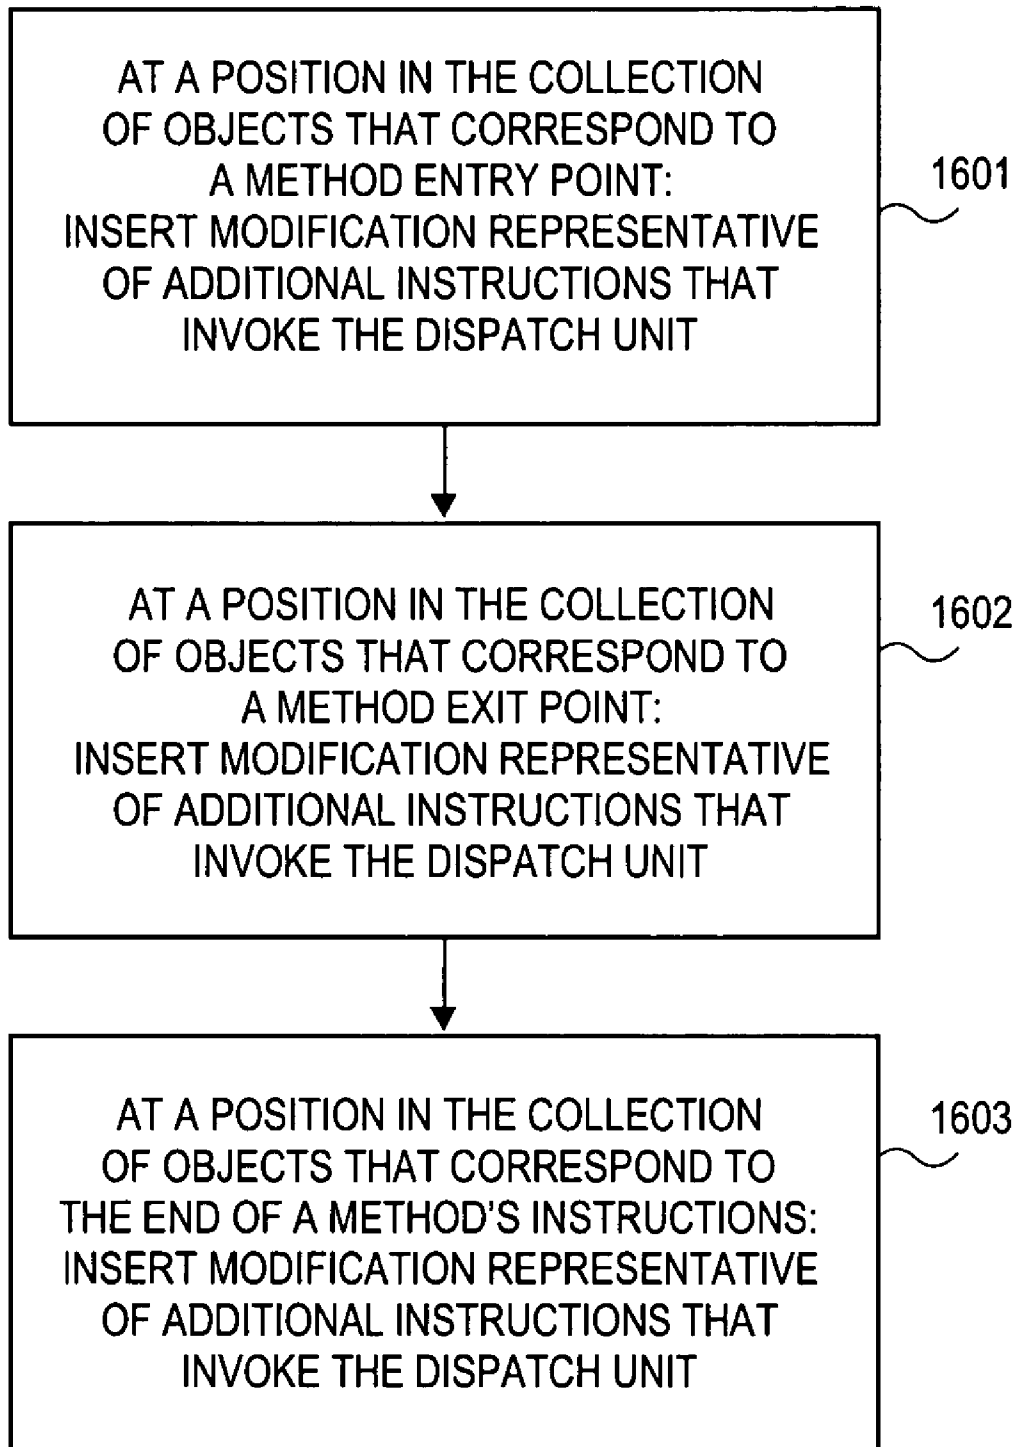 AT A POSITION IN THE COLLECTION
OF OBJECTS THAT CORRESPOND TO
A METHOD ENTRY POINT:
INSERT MODIFICATION REPRESENTATIVE
OF ADDITIONAL INSTRUCTIONS THAT
INVOKE THE DISPATCH UNIT
1601
AT A POSITION IN THE COLLECTION
OF OBJECTS THAT CORRESPOND TO
A METHOD EXIT POINT:
INSERT MODIFICATION REPRESENTATIVE
OF ADDITIONAL INSTRUCTIONS THAT
INVOKE THE DISPATCH UNIT
1602
AT A POSITION IN THE COLLECTION
OF OBJECTS THAT CORRESPOND TO
THE END OF A METHOD'S INSTRUCTIONS:
INSERT MODIFICATION REPRESENTATIVE
OF ADDITIONAL INSTRUCTIONS THAT
INVOKE THE DISPATCH UNIT
1603